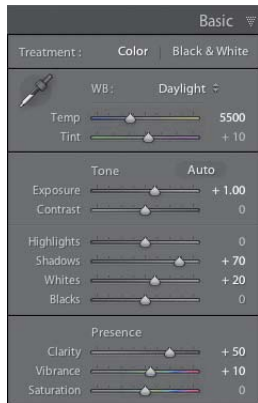 Basic
Treatment : Color Black & White
WB : Daylight
Temp 5500
Tint + 10
Tone Auto
Exposure + 1.00
Contrast 0
Highlights 0
Shadows + 70
Whites + 20
Blacks 0
Presence
Clarity + 50
Vibrance + 10
Saturation 0